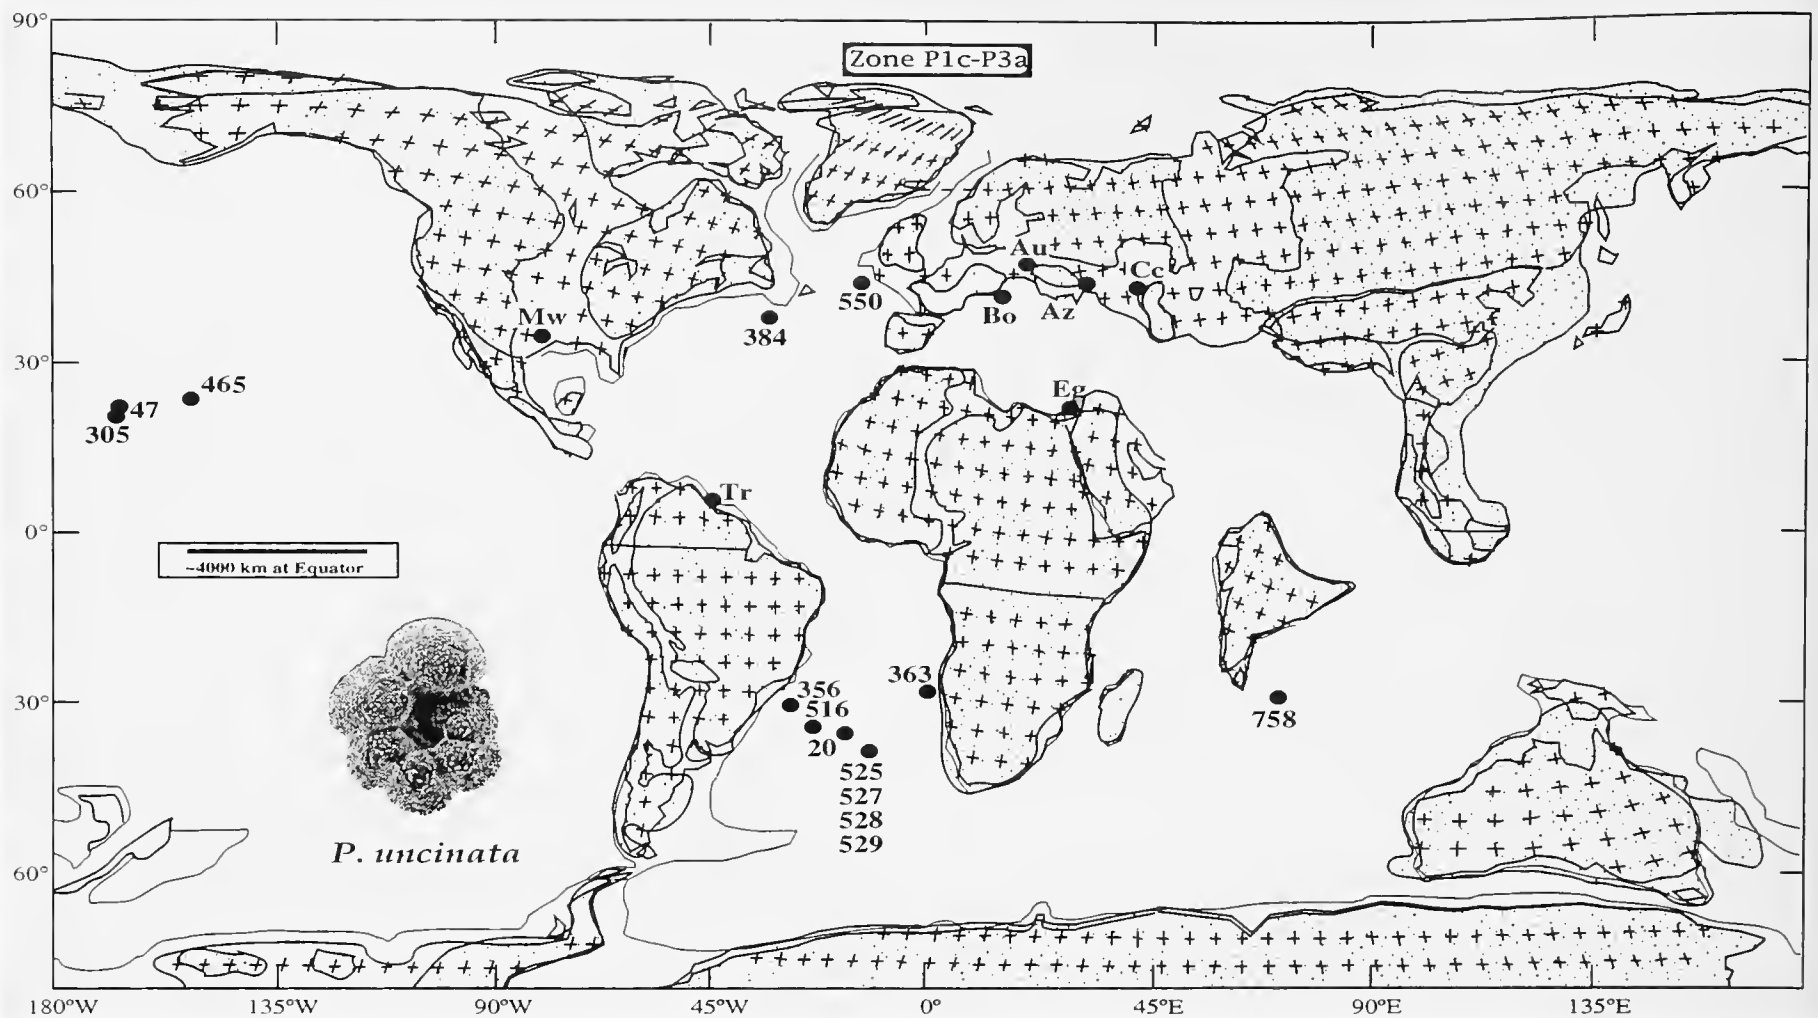 90°
Zone P1c-P3a
60°
Au
Cc
550
Bo
Az
384
Mw
30°
465
47
305
Eg
Tr
0°
~4000 km at Equator
363
356
30°
516
758
20
525
527
528
529
P. uncinata
60°
180°W
135°W
90°W
45°W
0°
45°E
90°E
135°E